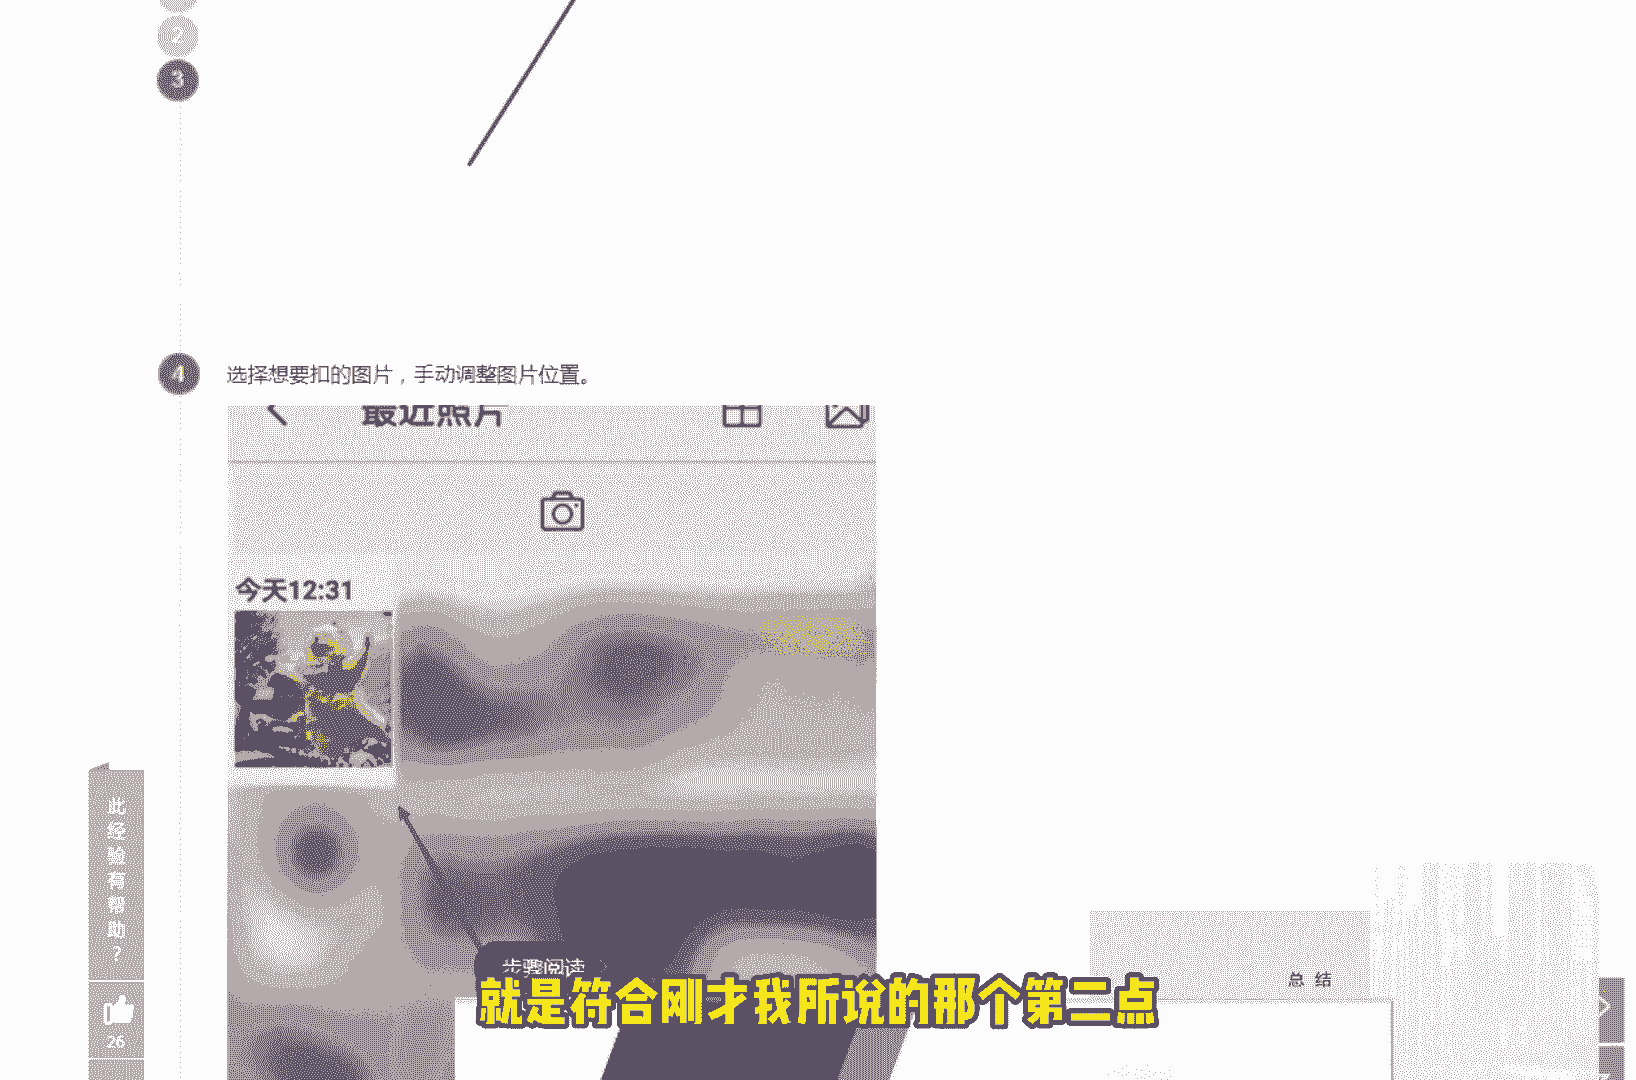 2
3
4
选择想要扣的图片，手动调整图片位置。
最近照片
今天12:31
此经验有帮助？
26
步骤阅读
总结
就是符合刚才我所说的那个第二点